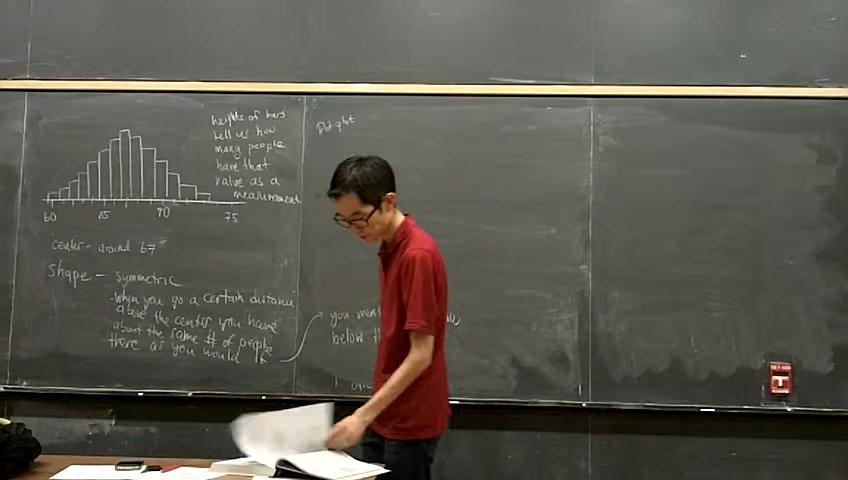 heights of bars
tell us how
many people
have that
value as a
measurement
60 65 70 75
center - around 67
shape - symmetric
- when you go a certain distance
above the center you have
about the same # of people
there as you would if
Dot plot
you
below